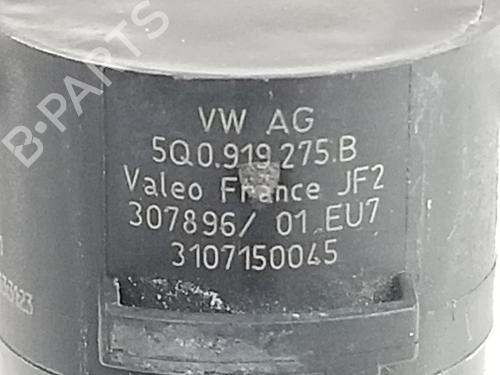 B-PARTS
VW AG
5Q0.919 275.B
Valeo France JF2
307896/ 01 EU7
3107150045